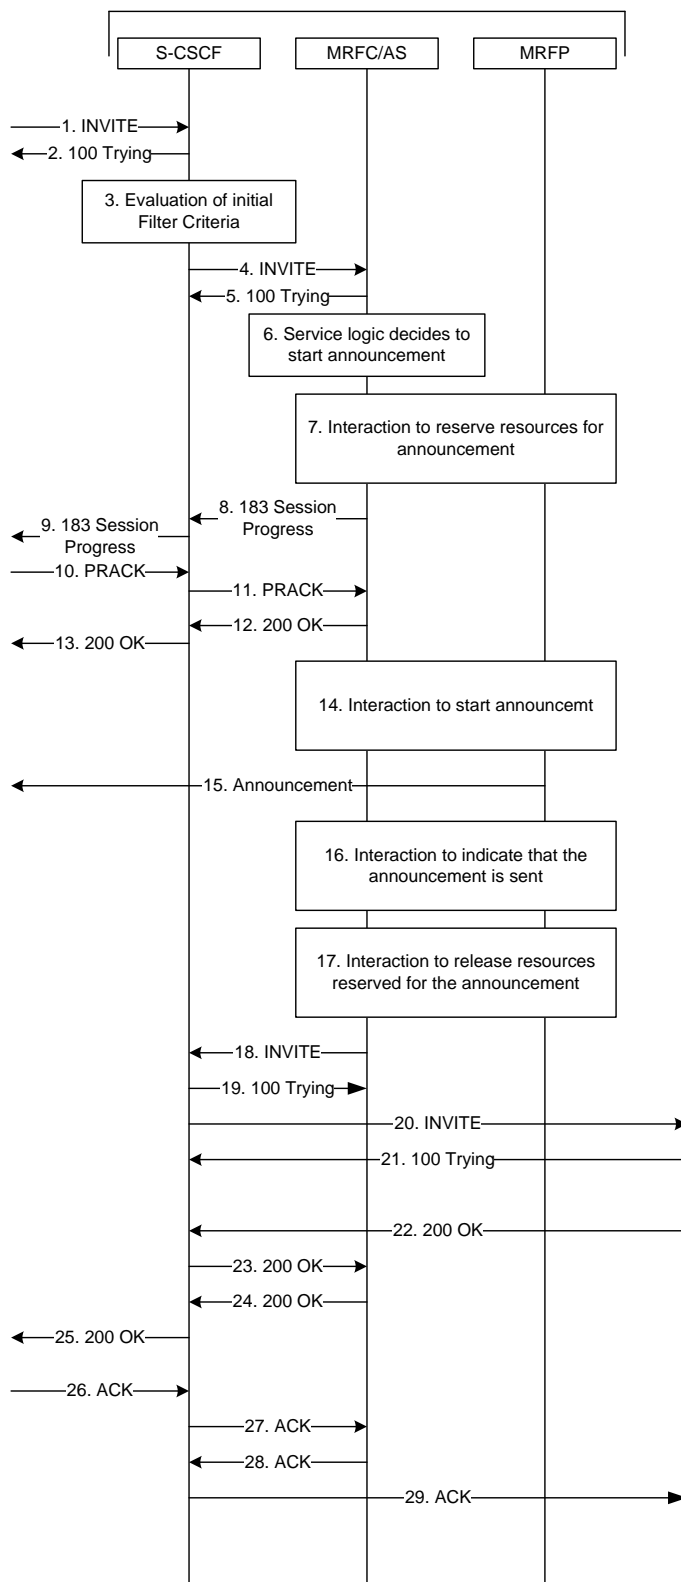 S-CSCF
MRFC/AS
MRFP
1. INVITE
2. 100 Trying
3. Evaluation of initial
Filter Criteria
4. INVITE
5. 100 Trying
6. Service logic decides to
start announcement
7. Interaction to reserve resources for
announcement
8. 183 Session
Progress
9. 183 Session
Progress
10. PRACK
11. PRACK
12. 200 OK
13. 200 OK
14. Interaction to start announcemt
15. Announcement
16. Interaction to indicate that the
announcement is sent
17. Interaction to release resources
reserved for the announcement
18. INVITE
19. 100 Trying
20. INVITE
21. 100 Trying
22. 200 OK
23. 200 OK
24. 200 OK
25. 200 OK
26. ACK
27. ACK
28. ACK
29. ACK